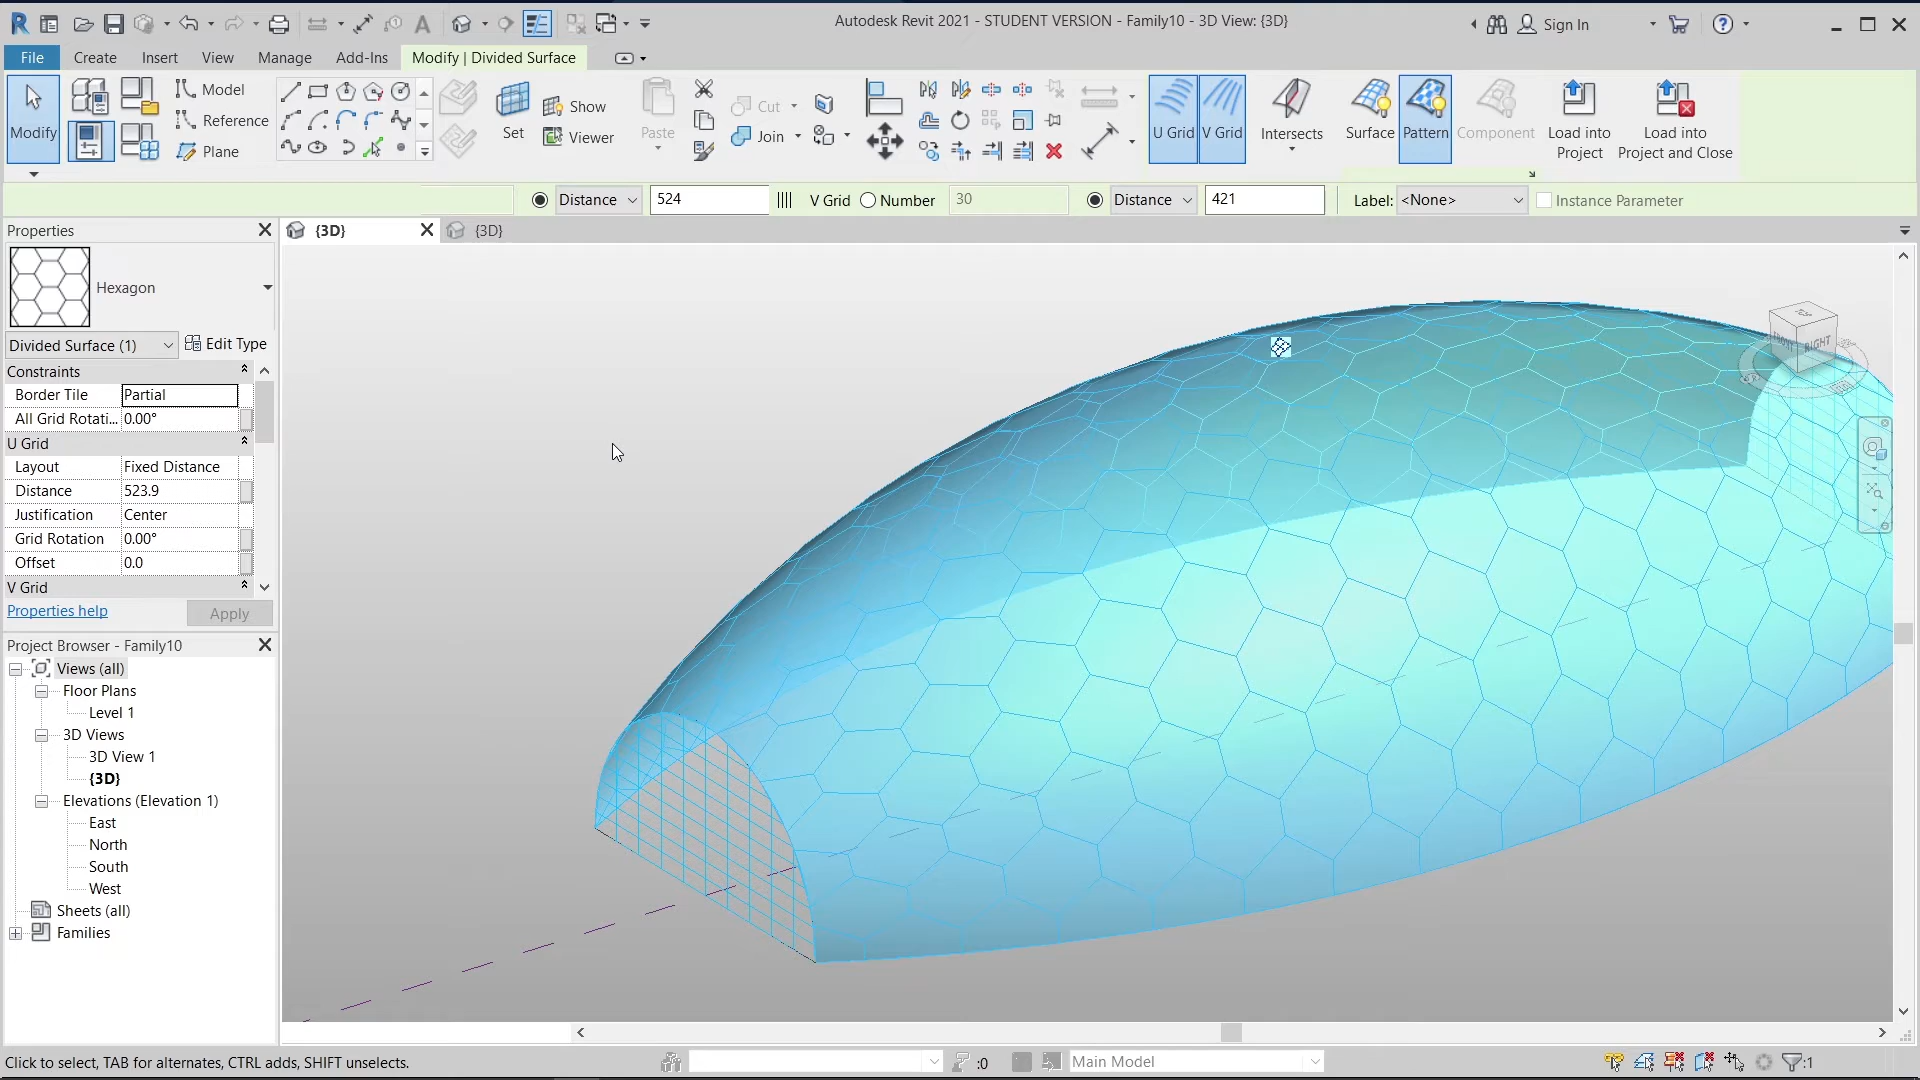 Autodesk Revit 2021 - STUDENT VERSION - Family10 - 3D View: {3D}
Sign In
File
Create
Insert
View
Manage
Add-Ins
Modify | Divided Surface
Modify
Model
Reference
Plane
Set
Show
Viewer
Paste
Cut
Join
U Grid
V Grid
Intersects
Surface
Pattern
Component
Load into
Project
Load into
Project and Close
Distance
524
V Grid
Number
30
Distance
421
Label:
<None>
Instance Parameter
Properties
{3D}
{3D}
Hexagon
Divided Surface (1)
Edit Type
Constraints
Border Tile
Partial
All Grid Rotati...
0.00°
U Grid
Layout
Fixed Distance
Distance
523.9
Justification
Center
Grid Rotation
0.00°
Offset
0.0
V Grid
Properties help
Apply
Project Browser - Family10
Views (all)
Floor Plans
Level 1
3D Views
3D View 1
{3D}
Elevations (Elevation 1)
East
North
South
West
Sheets (all)
Families
TOP
FRONT
RIGHT
Click to select, TAB for alternates, CTRL adds, SHIFT unselects.
:0
Main Model
:1